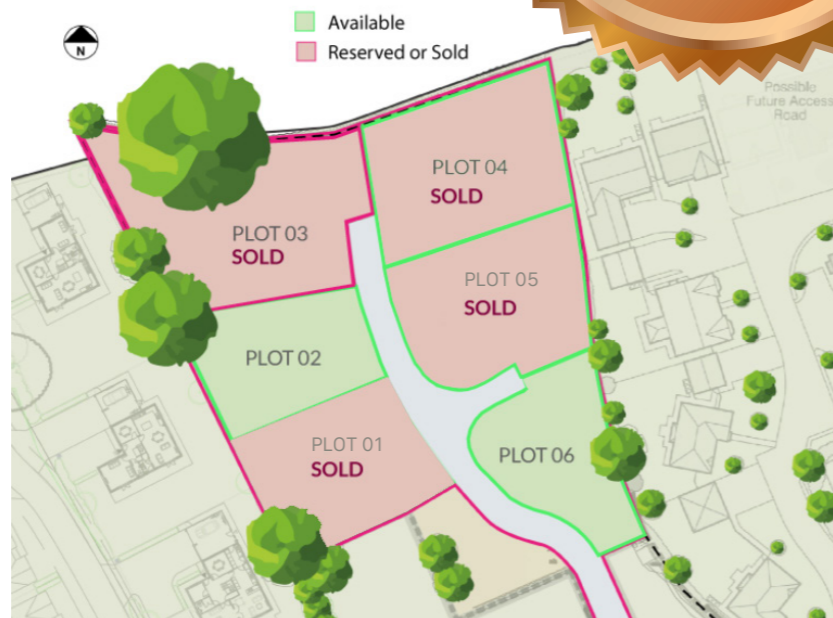 Available
Reserved or Sold
N
Possible
Future Access
Road
PLOT 04
SOLD
PLOT 03
SOLD
PLOT 05
SOLD
PLOT 02
PLOT 01
SOLD
PLOT 06